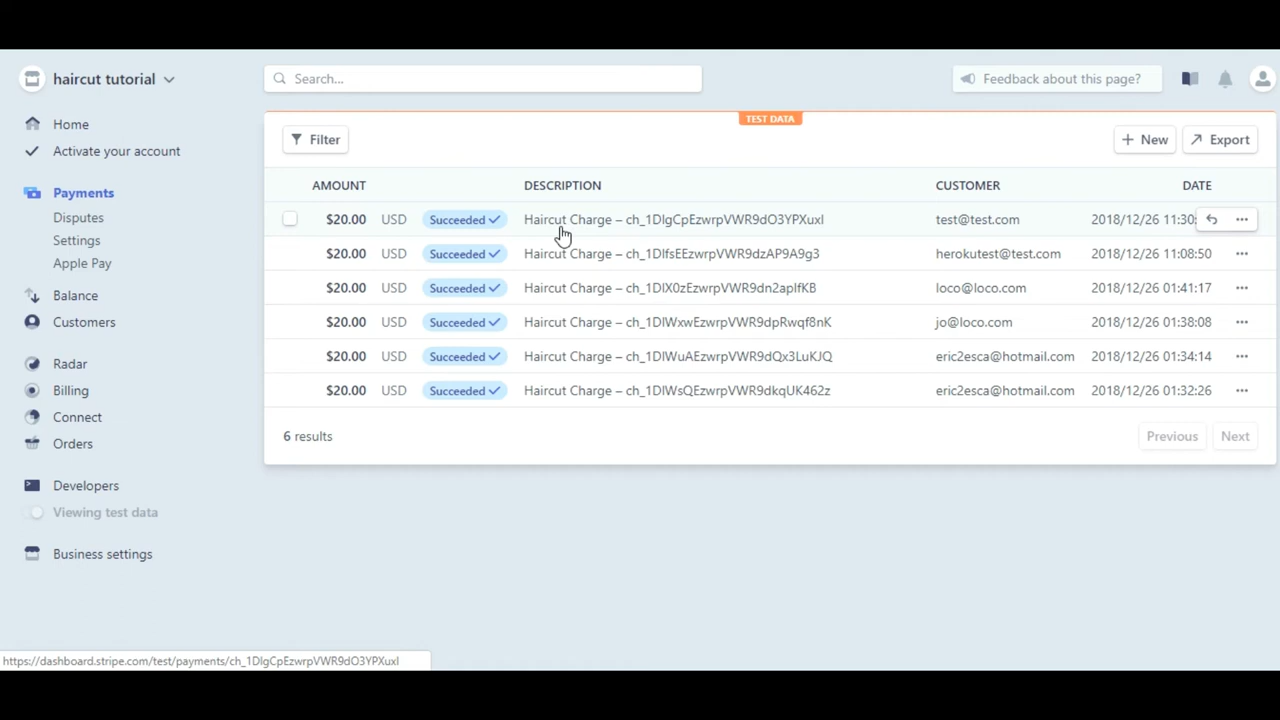 haircut tutorial
Search...
Feedback about this page?
Home
Activate your account
Payments
Disputes
Settings
Apple Pay
Balance
Customers
Radar
Billing
Connect
Orders
Developers
Viewing test data
Business settings
TEST DATA
Filter
New
Export
AMOUNT DESCRIPTION CUSTOMER DATE
$20.00 USD Succeeded Haircut Charge – ch_1DIgCpEzwrpVWR9dO3YPXuxI test@test.com 2018/12/26 11:30:
$20.00 USD Succeeded Haircut Charge – ch_1DIfsEEzwrpVWR9dzAP9A9g3 herokutest@test.com 2018/12/26 11:08:50
$20.00 USD Succeeded Haircut Charge – ch_1DIX0zEzwrpVWR9dn2apIfKB loco@loco.com 2018/12/26 01:41:17
$20.00 USD Succeeded Haircut Charge – ch_1DIWxwEzwrpVWR9dpRwqf8nK jo@loco.com 2018/12/26 01:38:08
$20.00 USD Succeeded Haircut Charge – ch_1DIWuAEzwrpVWR9dQx3LuKJQ eric2esca@hotmail.com 2018/12/26 01:34:14
$20.00 USD Succeeded Haircut Charge – ch_1DIWsQEzwrpVWR9dkqUK462z eric2esca@hotmail.com 2018/12/26 01:32:26
6 results
Previous
Next
https://dashboard.stripe.com/test/payments/ch_1DIgCpEzwrpVWR9dO3YPXuxI